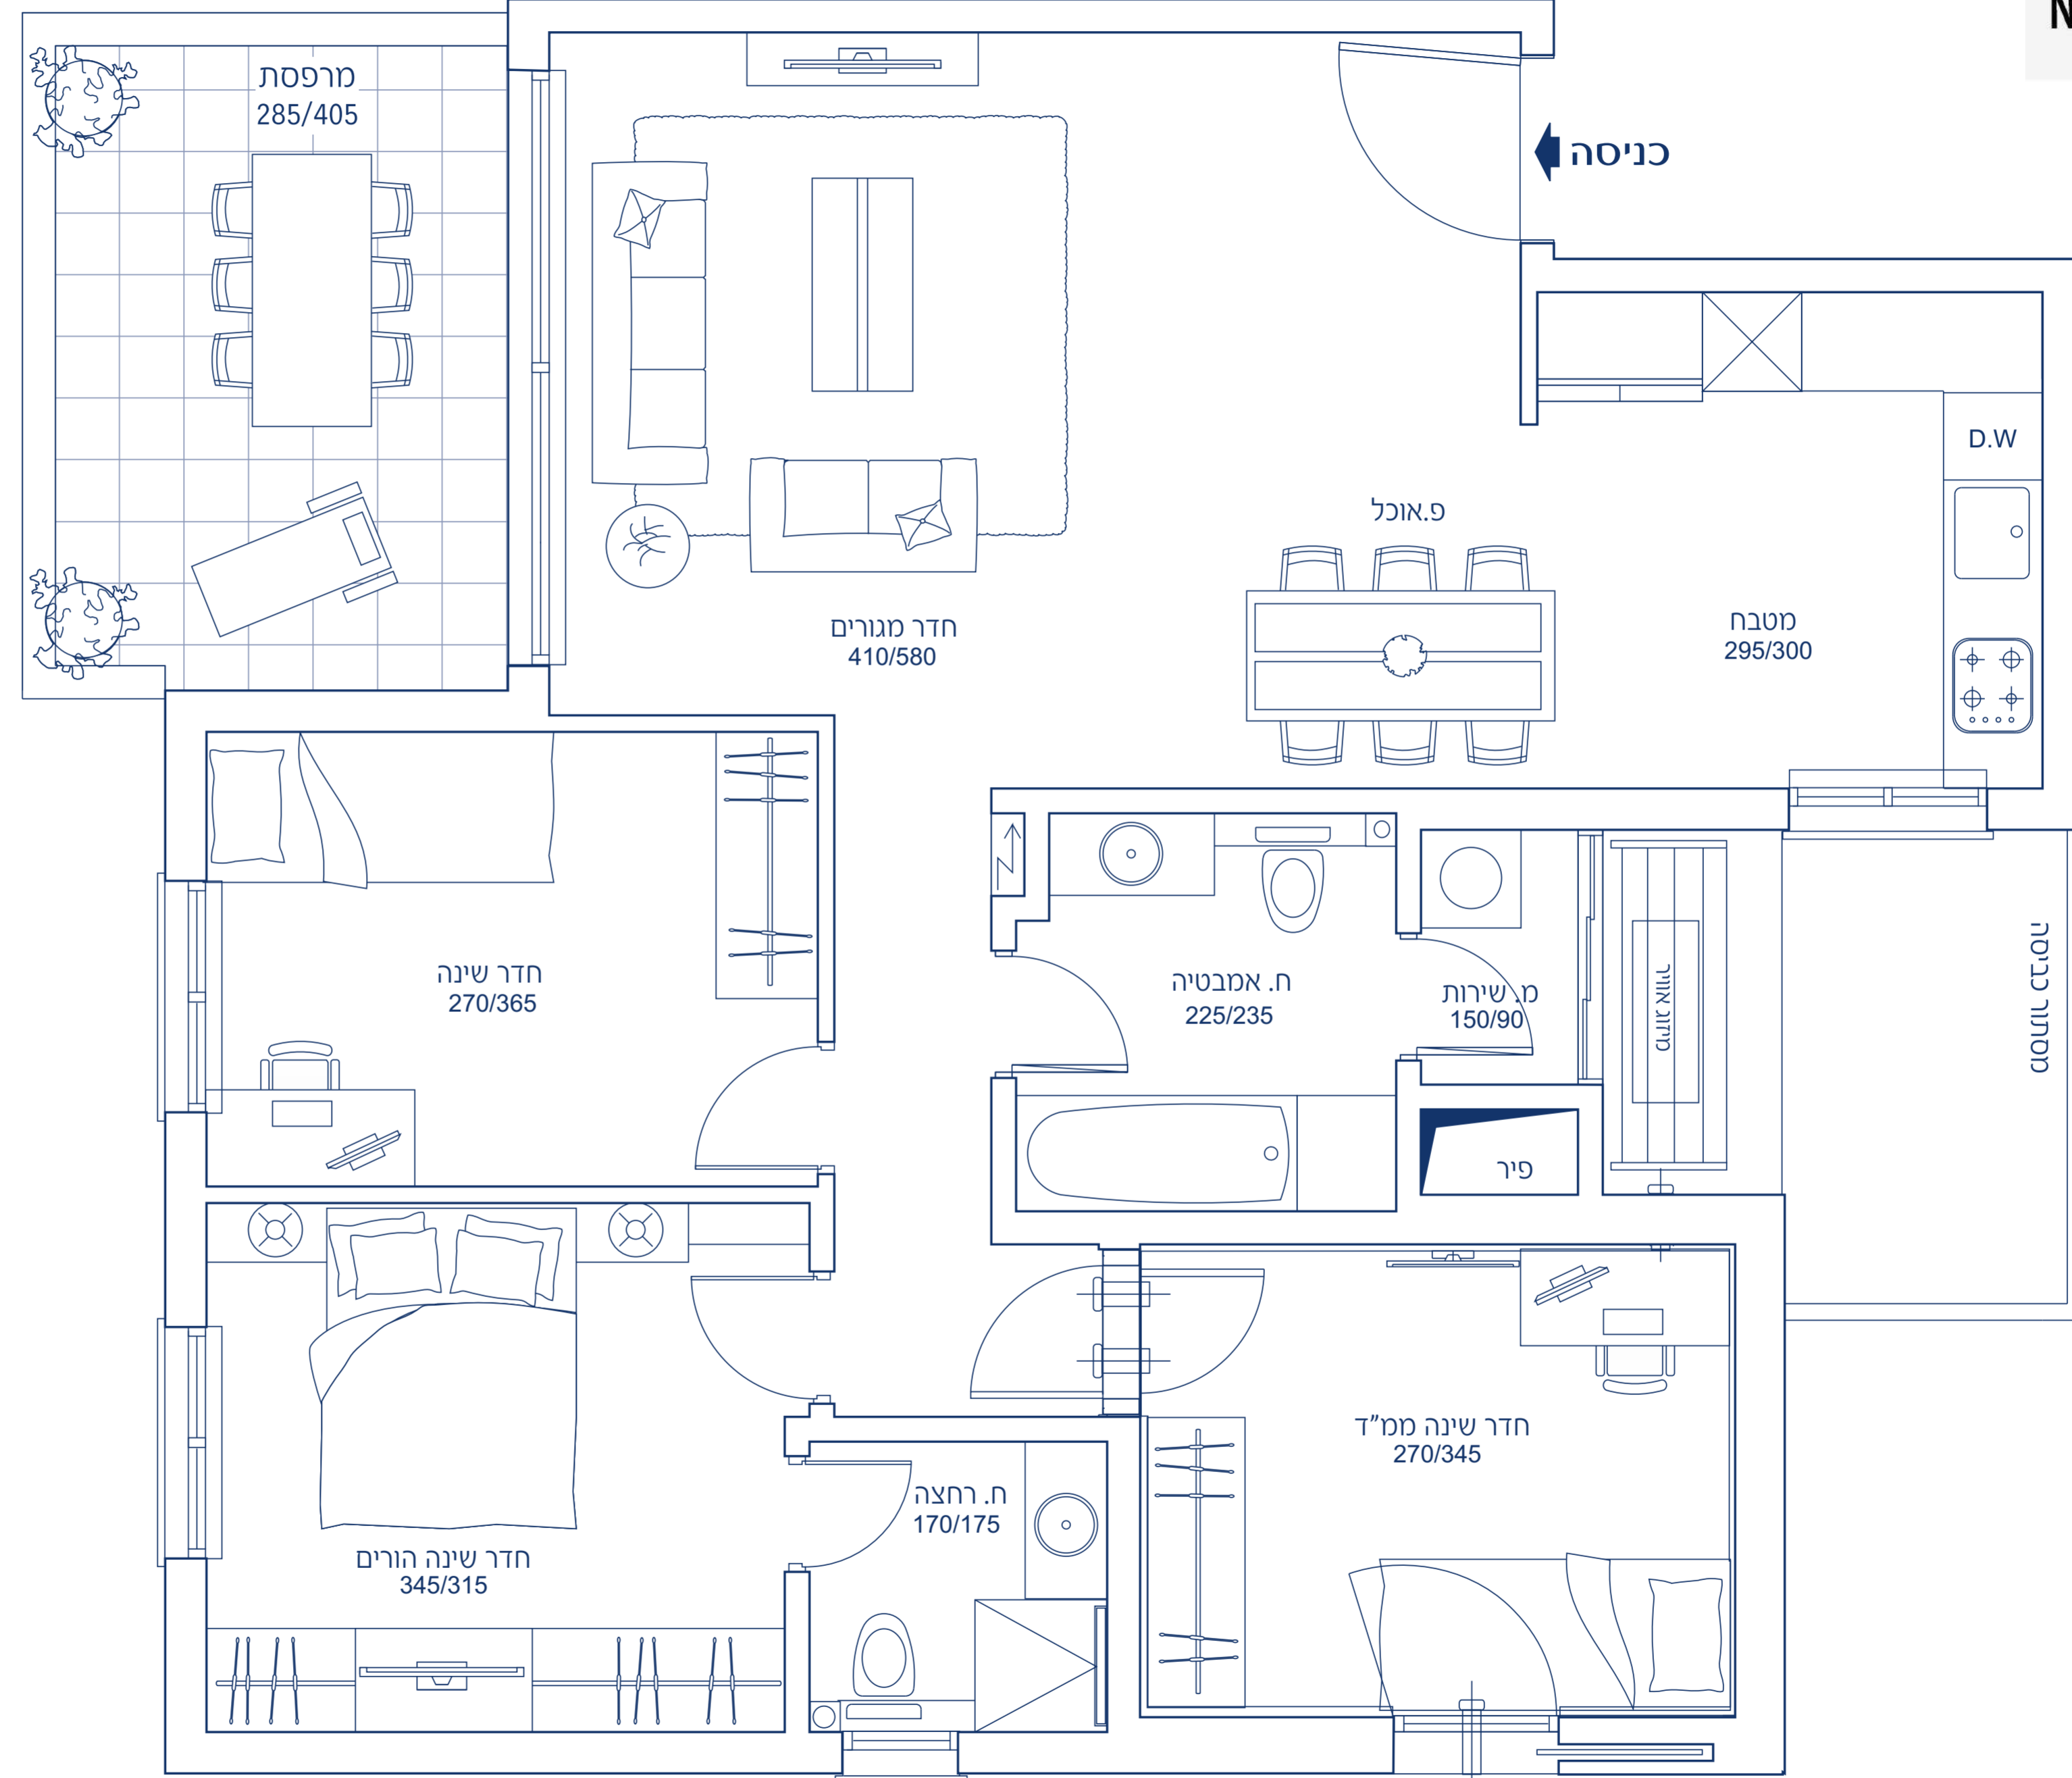 מרפסת
285/405
כניסה
D.W
פ.אוכל
חדר מגורים
410/580
מטבח
295/300
חדר שינה
270/365
ח. אמבטיה
225/235
מ. שירות
150/90
מיזוג אוויר
מסתור כביסה
פיר
חדר שינה ממ״ד
270/345
ח. רחצה
170/175
חדר שינה הורים
345/315